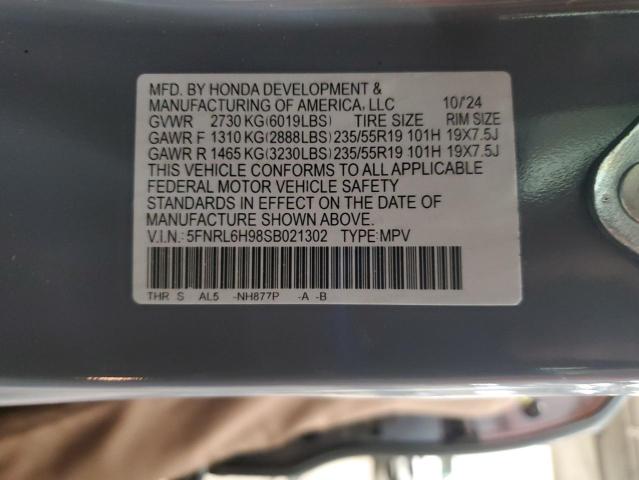 MFD. BY HONDA DEVELOPMENT &
MANUFACTURING OF AMERICA, LLC 10/'24
GVWR 2730 KG(6019LBS) TIRE SIZE RIM SIZE
GAWR F 1310 KG(2888LBS) 235/55R19 101H 19X7.5J
GAWR R 1465 KG(3230LBS) 235/55R19 101H 19X7.5J
THIS VEHICLE CONFORMS TO ALL APPLICABLE
FEDERAL MOTOR VEHICLE SAFETY
STANDARDS IN EFFECT ON THE DATE OF
MANUFACTURE SHOWN ABOVE.
V.I.N.: 5FNRL6H98SB021302 TYPE: MPV
THR S AL5 -NH877P -A -B